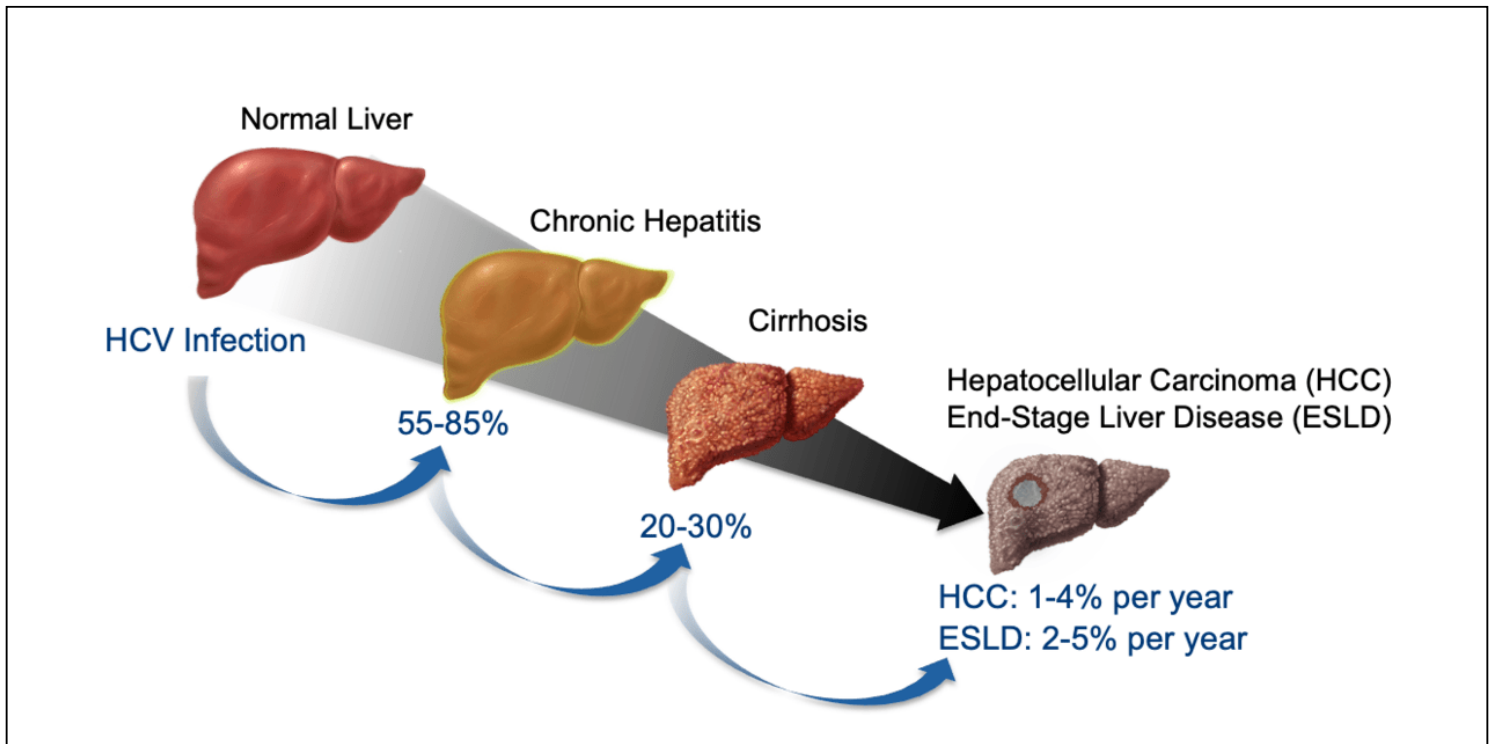 Normal Liver
Chronic Hepatitis
Cirrhosis
HCV Infection
Hepatocellular Carcinoma (HCC)
End-Stage Liver Disease (ESLD)
55-85%
20-30%
HCC: 1-4% per year
ESLD: 2-5% per year